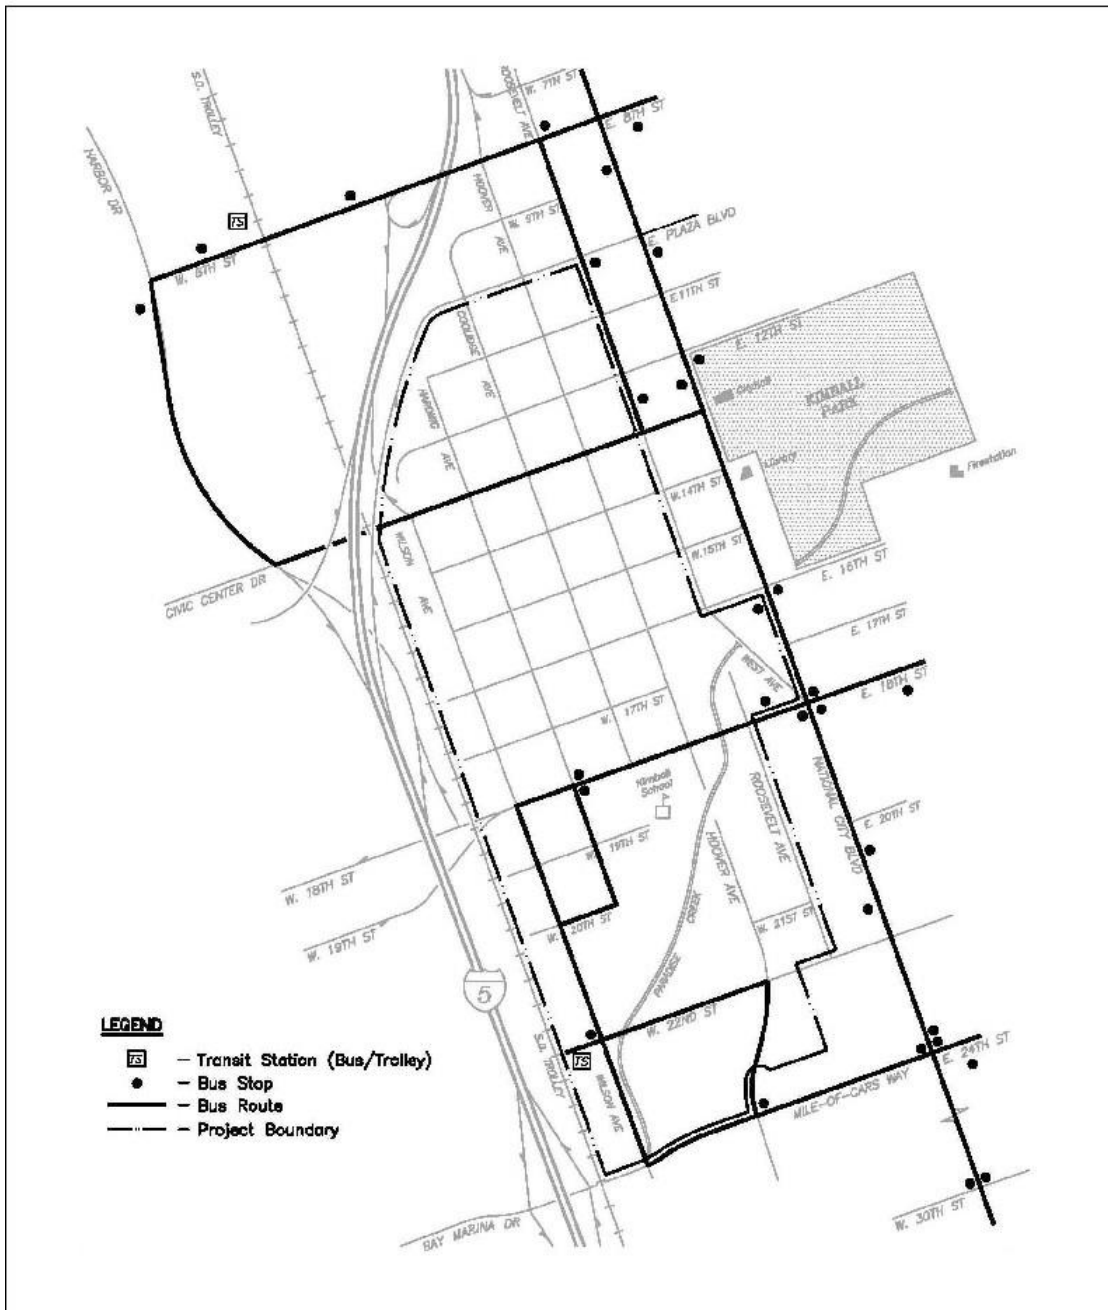 S.D. TROLLEY
ROOSEVELT AVE
W. 7TH ST
E. 8TH ST
HARBOR DR
HOOVER AVE
W. 9TH ST
TS
W. 8TH ST
E. PLAZA BLVD
E. 11TH ST
COOLIDGE AVE
E. 12TH ST
HARDING AVE
KIMBALL PARK
Library
Firestation
W. 14TH ST
W. 15TH ST
WILSON AVE
CIVIC CENTER DR
E. 16TH ST
E. 17TH ST
WEST AVE
E. 18TH ST
W. 17TH ST
Kimball School
NATIONAL CITY BLVD
ROOSEVELT AVE
E. 20TH ST
W. 19TH ST
HOOVER AVE
W. 18TH ST
W. 20TH ST
W. 21ST ST
W. 19TH ST
PARADISE CREEK
5
W. 22ND ST
S.D. TROLLEY
TS
WILSON AVE
E. 24TH ST
MILE-OF-CARS WAY
W. 30TH ST
BAY MARINA DR
LEGEND
TS – Transit Station (Bus/Trolley)
– Bus Stop
– Bus Route
– Project Boundary